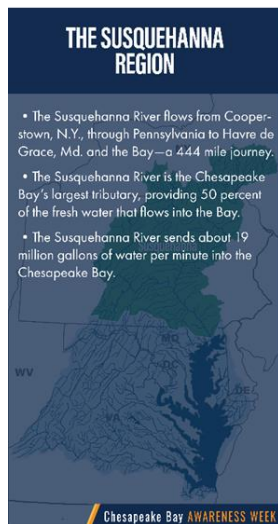 THE SUSQUEHANNA
REGION
• The Susquehanna River flows from Cooper-
stown, N.Y., through Pennsylvania to Havre de
Grace, Md. and the Bay—a 444 mile journey.
• The Susquehanna River is the Chesapeake
Bay's largest tributary, providing 50 percent
of the fresh water that flows into the Bay.
• The Susquehanna River sends about 19
million gallons of water per minute into the
Chesapeake Bay.
MD
WV
DC
DE
VA
Chesapeake Bay AWARENESS WEEK